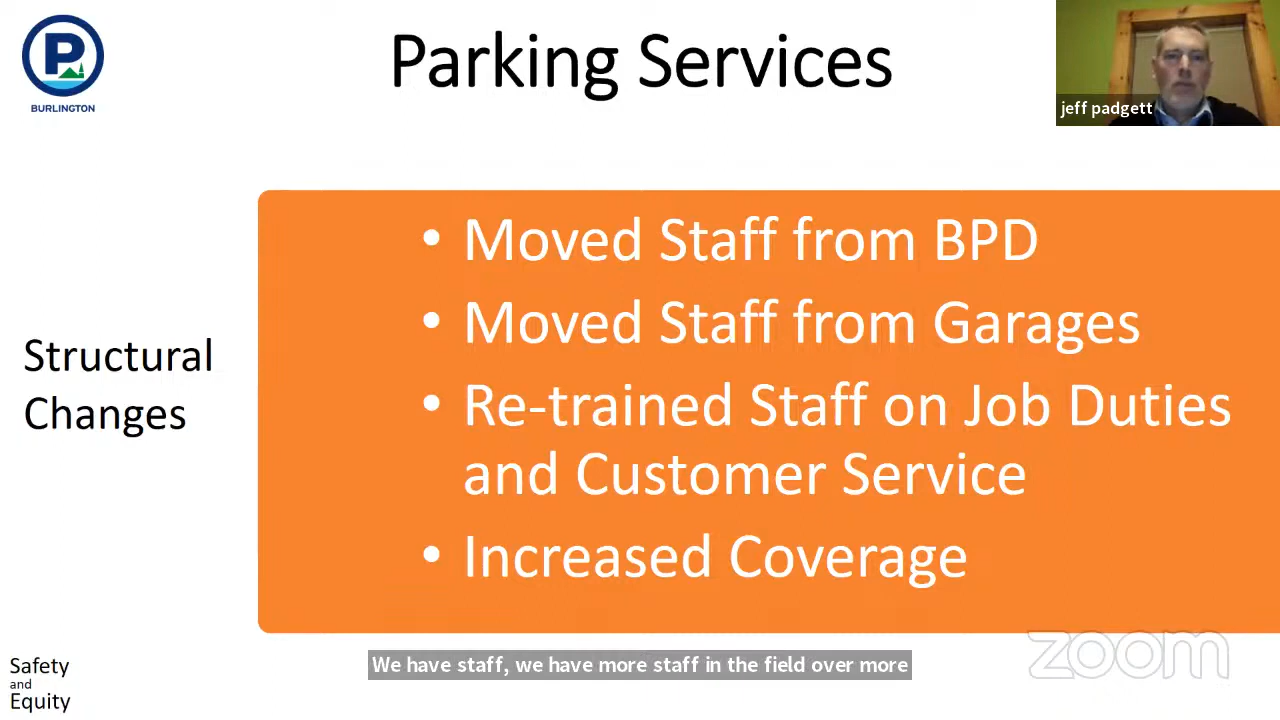 P
BURLINGTON
Parking Services
jeff padgett
Structural
Changes
• Moved Staff from BPD
• Moved Staff from Garages
• Re-trained Staff on Job Duties
and Customer Service
• Increased Coverage
Safety
and
Equity
We have staff, we have more staff in the field over more
zoom